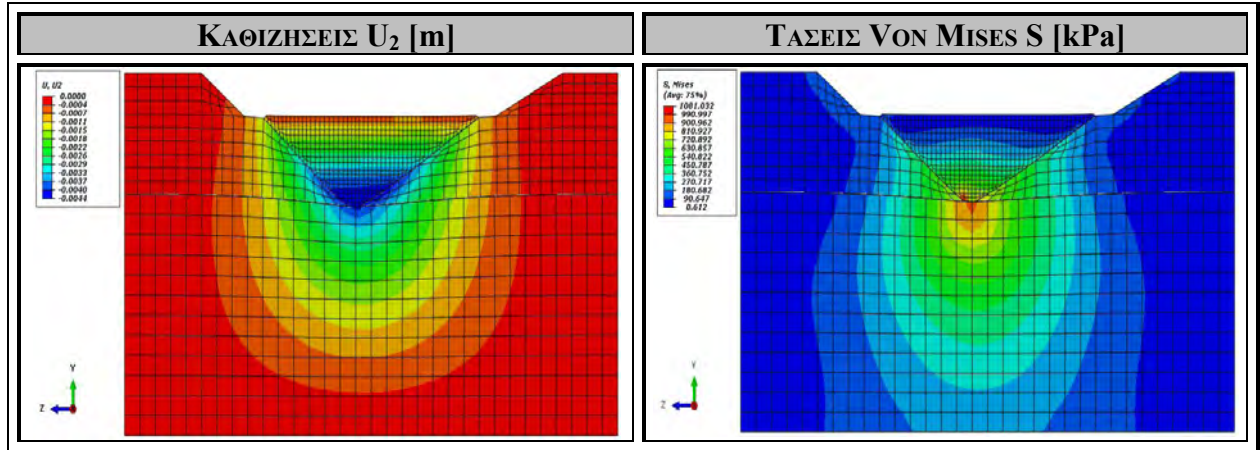 ΚΑΘΙΖΗΣΕΙΣ U2 [m]
ΤΑΣΕΙΣ VON MISES S [kPa]
U, U2
0.0000
-0.0004
-0.0007
-0.0011
-0.0015
-0.0018
-0.0022
-0.0026
-0.0029
-0.0033
-0.0037
-0.0040
-0.0044
Y
Z
S, Mises
(Avg: 75%)
1081.032
990.997
900.962
810.927
720.892
630.857
540.822
450.787
360.752
270.717
180.682
90.647
0.612
Y
Z